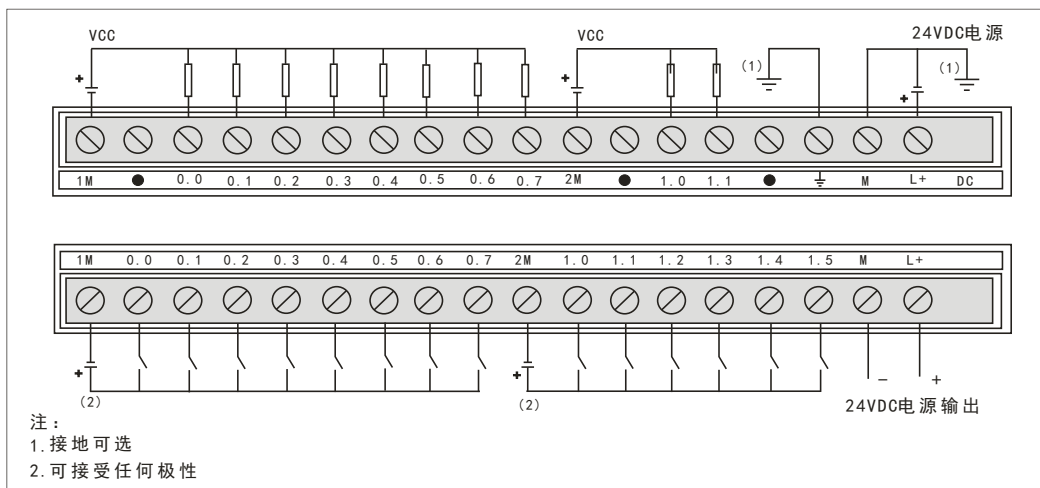 VCC VCC 24VDC电源
(1) (1)
+ + +
1M ● 0.0 0.1 0.2 0.3 0.4 0.5 0.6 0.7 2M ● 1.0 1.1 ● ⏚ M L+ DC
1M 0.0 0.1 0.2 0.3 0.4 0.5 0.6 0.7 2M 1.0 1.1 1.2 1.3 1.4 1.5 M L+
+ + − +
(2) (2) 24VDC电源输出
注:
1.接地可选
2.可接受任何极性